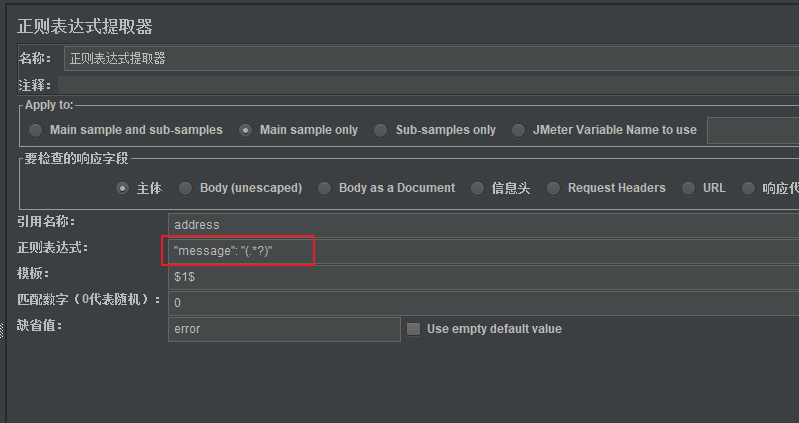 正则表达式提取器
名称： 正则表达式提取器
注释：
Apply to:
Main sample and sub-samples Main sample only Sub-samples only JMeter Variable Name to use
要检查的响应字段
主体 Body (unescaped) Body as a Document 信息头 Request Headers URL 响应代
引用名称： address
正则表达式： "message": "(.*?)"
模板： $1$
匹配数字（0代表随机）： 0
缺省值： error Use empty default value